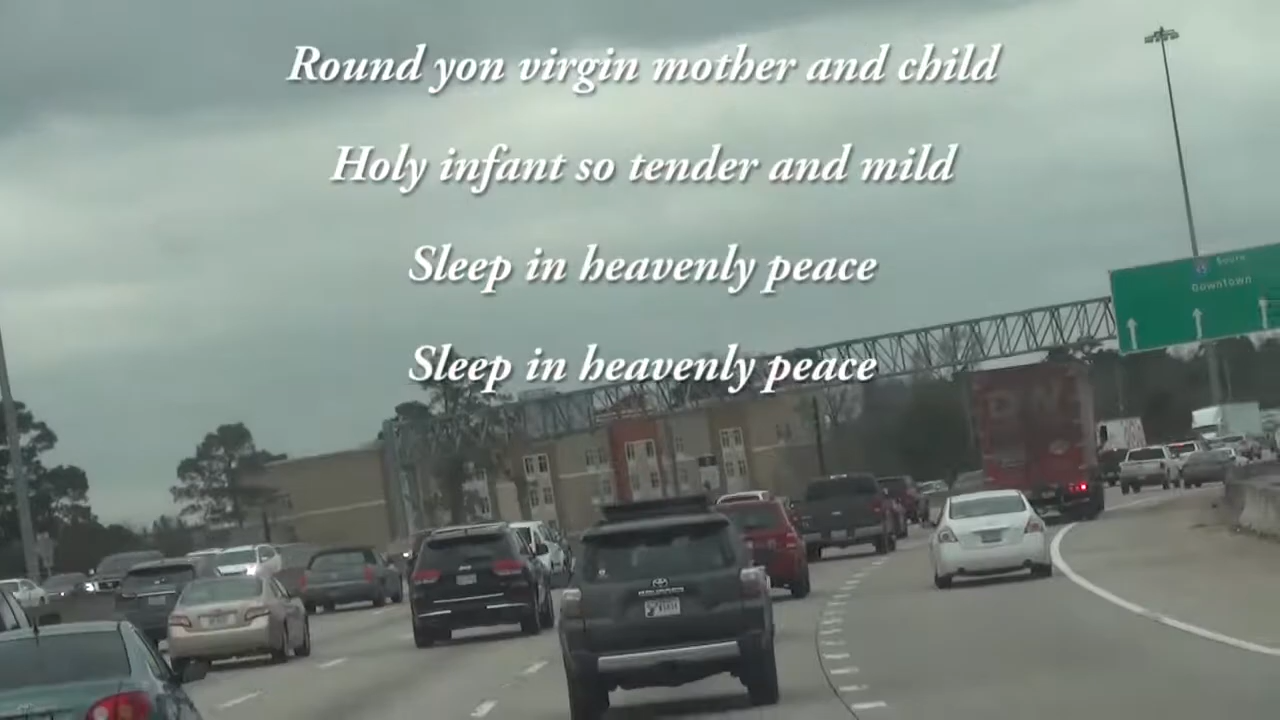 Round yon virgin mother and child
Holy infant so tender and mild
Sleep in heavenly peace
Sleep in heavenly peace
South
Downtown